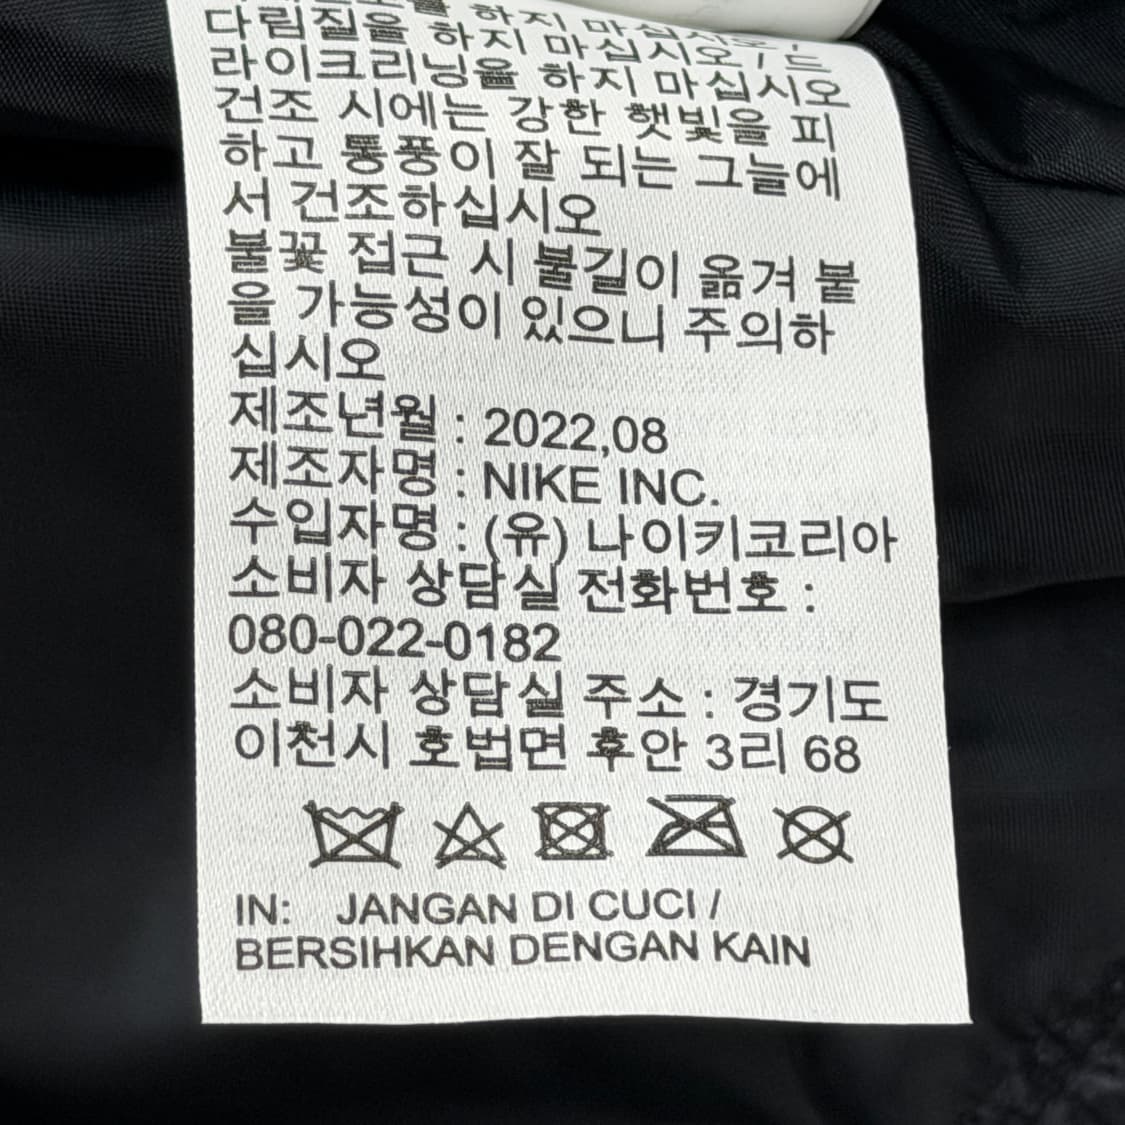 하지 마십시오 /
다림질을 하지 마십시오 / 드
라이크리닝을 하지 마십시오
건조 시에는 강한 햇빛을 피
하고 통풍이 잘 되는 그늘에
서 건조하십시오
불꽃 접근 시 불길이 옮겨 붙
을 가능성이 있으니 주의하
십시오
제조년월 : 2022,08
제조자명 : NIKE INC.
수입자명 : (유) 나이키코리아
소비자 상담실 전화번호 :
080-022-0182
소비자 상담실 주소 : 경기도
이천시 호법면 후안 3리 68
IN: JANGAN DI CUCI /
BERSIHKAN DENGAN KAIN